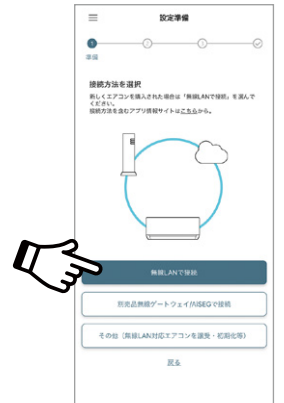 設定準備
1
2
3
準備
接続方法を選択
新しくエアコンを購入された場合は「無線LANで接続」を選んで
ください。
接続方法を含むアプリ情報サイトはこちらから。
無線LANで接続
別売品無線ゲートウェイ/AiSEGで接続
その他（無線LAN対応エアコンを譲受・初期化等）
戻る